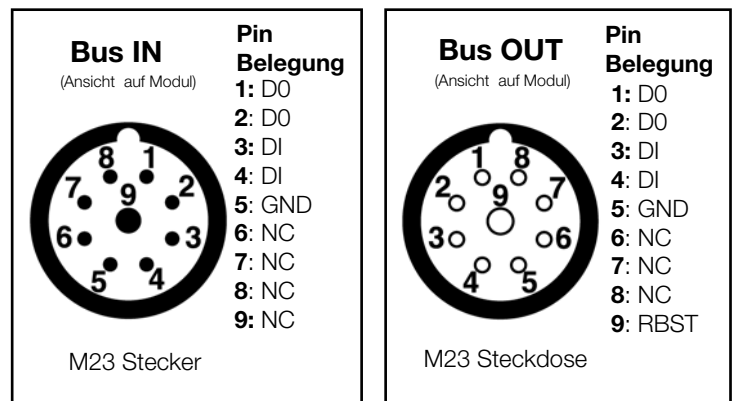 Bus IN
(Ansicht auf Modul)
8 1
7 9 2
6 3
5 4
M23 Stecker
Pin
Belegung
1: D0
2: D0
3: DI
4: DI
5: GND
6: NC
7: NC
8: NC
9: NC
Bus OUT
(Ansicht auf Modul)
1 8
2 9 7
3 6
4 5
M23 Steckdose
Pin
Belegung
1: D0
2: D0
3: DI
4: DI
5: GND
6: NC
7: NC
8: NC
9: RBST